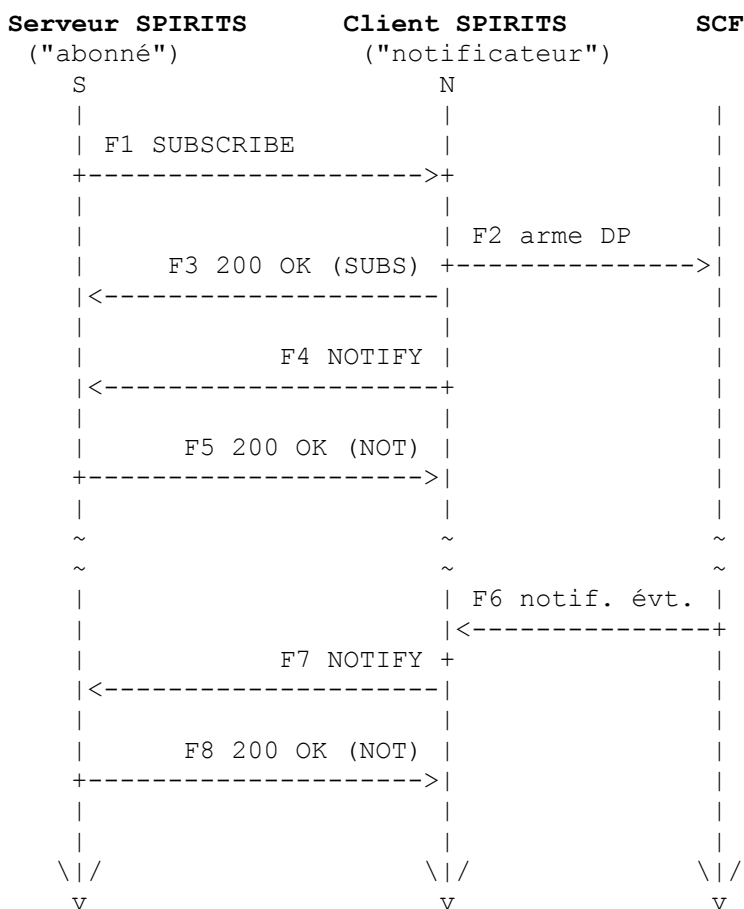 Serveur SPIRITS Client SPIRITS SCF
("abonné") ("notificateur")
S N
F1 SUBSCRIBE
F2 arme DP
F3 200 OK (SUBS)
F4 NOTIFY
F5 200 OK (NOT)
~ ~ ~
~ ~ ~
F6 notif. évt.
F7 NOTIFY
F8 200 OK (NOT)
\|/ \|/ \|/
v v v